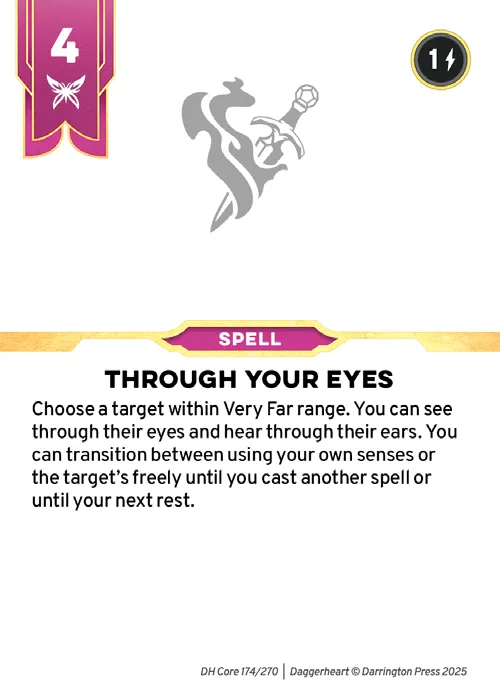 4
1
SPELL
THROUGH YOUR EYES
Choose a target within Very Far range. You can see
through their eyes and hear through their ears. You
can transition between using your own senses or
the target's freely until you cast another spell or
until your next rest.
DH Core 174/270 | Daggerheart © Darrington Press 2025